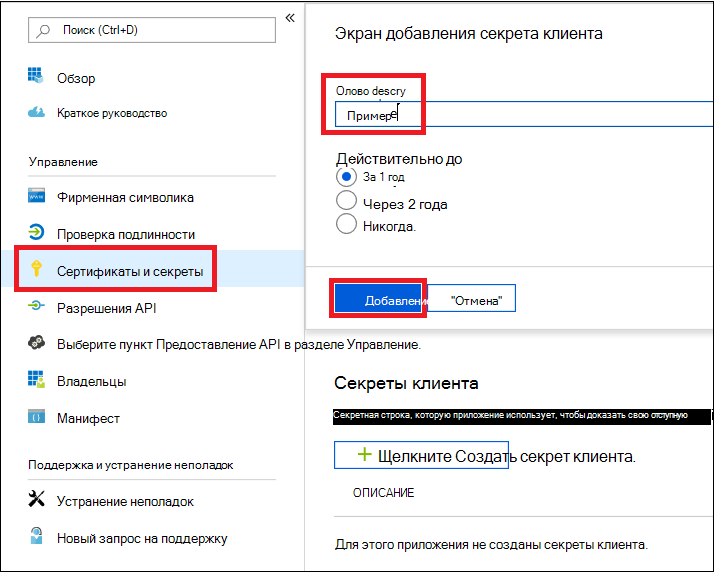 Поиск (Ctrl+D)
Обзор
Краткое руководство
Управление
Фирменная символика
Проверка подлинности
Сертификаты и секреты
Разрешения API
Выберите пункт Предоставление API в разделе Управление.
Владельцы
Манифест
Поддержка и устранение неполадок
Устранение неполадок
Новый запрос на поддержку
Экран добавления секрета клиента
Олово descry
Пример e
Действительно до
За 1 год
Через 2 года
Никогда.
Добавление
"Отмена"
Секреты клиента
Секретная строка, которую приложение использует, чтобы доказать свою отступную
Щелкните Создать секрет клиента.
ОПИСАНИЕ
Для этого приложения не созданы секреты клиента.